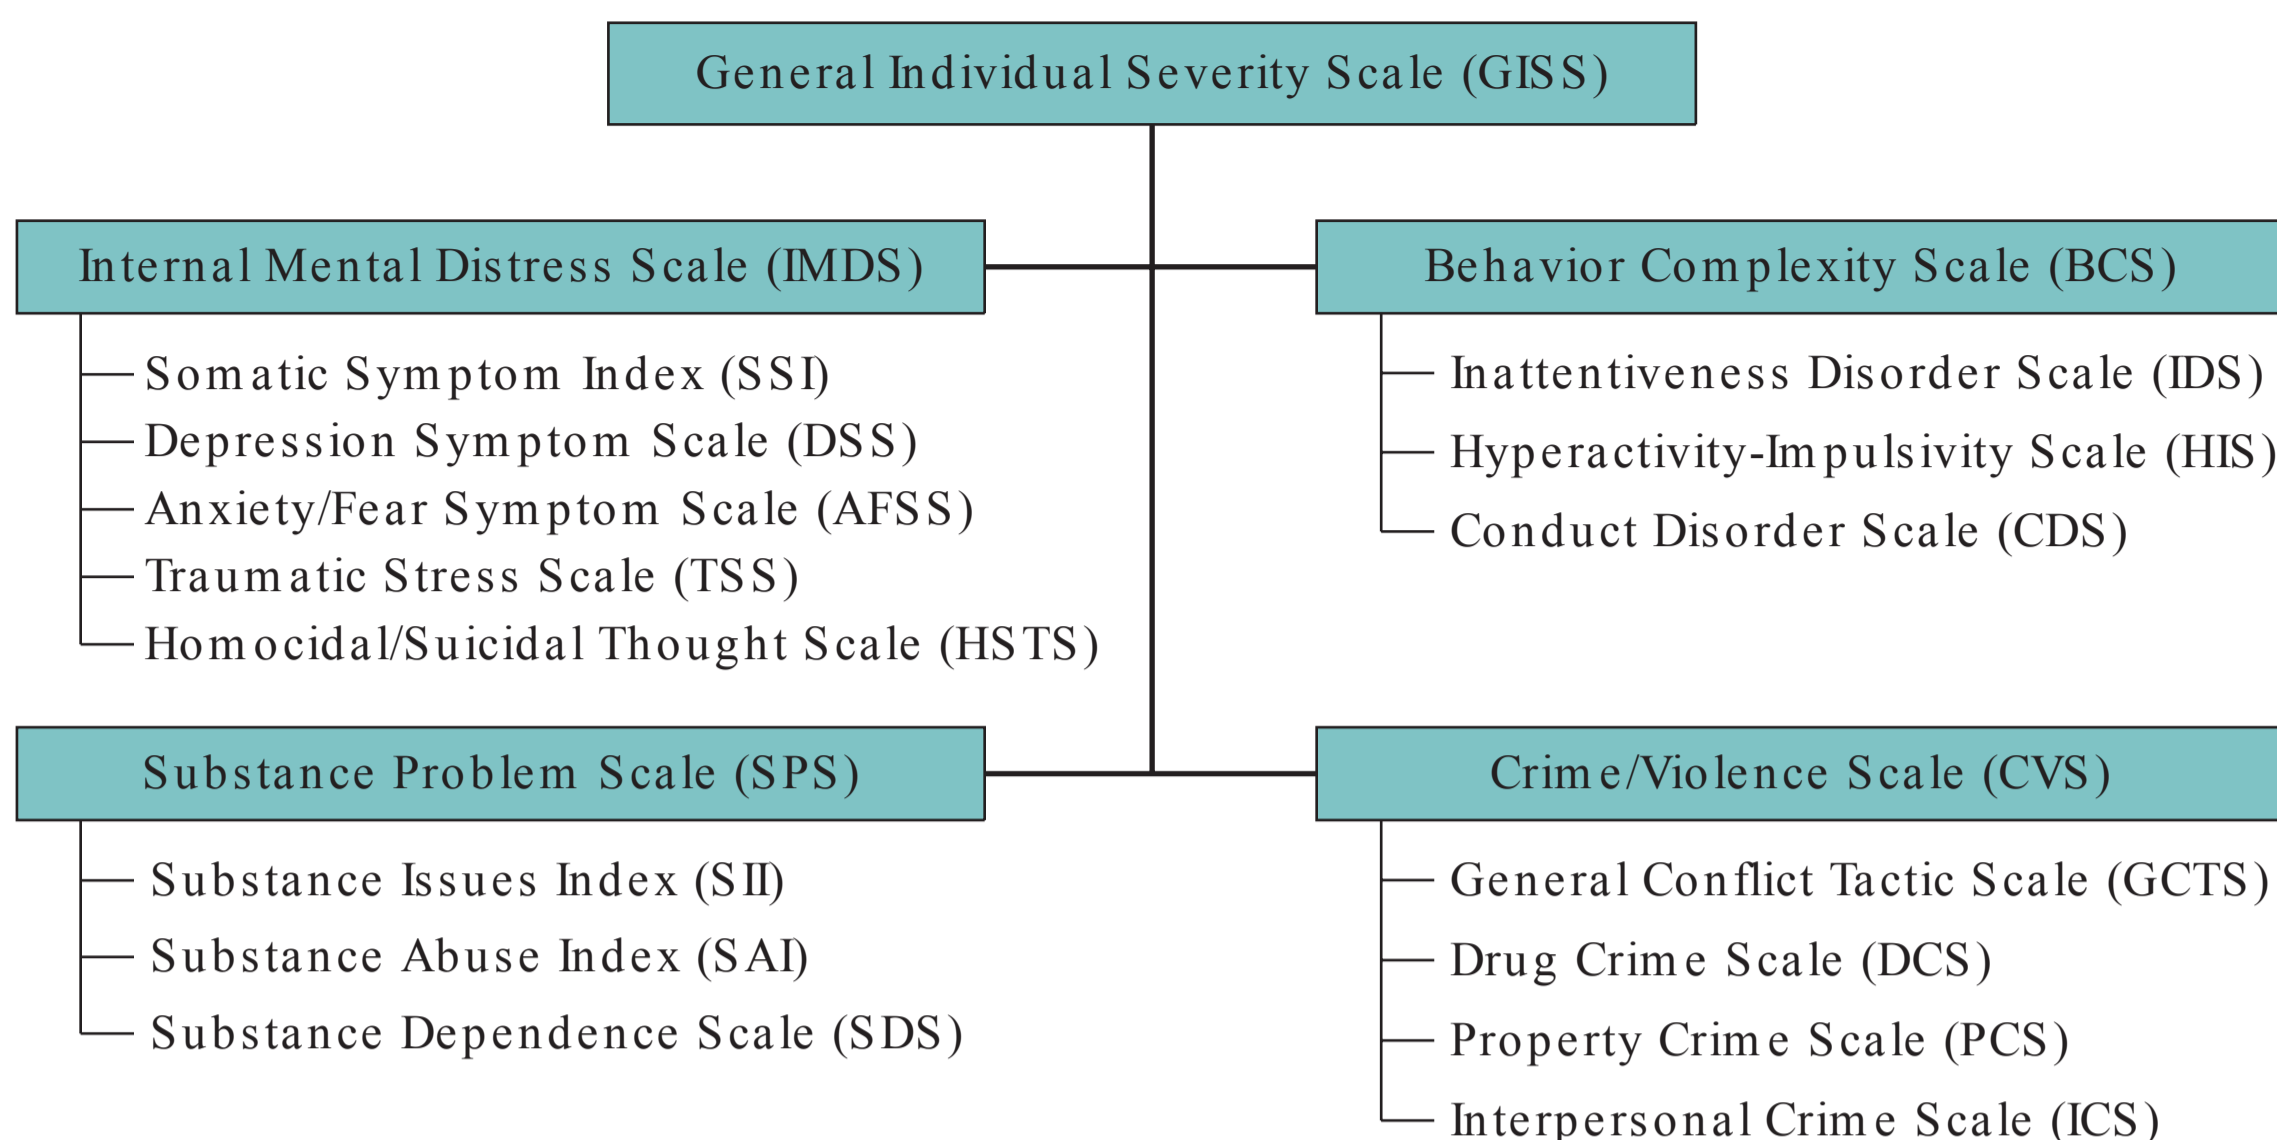 General Individual Severity Scale (GISS)
Internal Mental Distress Scale (IMDS)
Somatic Symptom Index (SSI)
Depression Symptom Scale (DSS)
Anxiety/Fear Symptom Scale (AFSS)
Traumatic Stress Scale (TSS)
Homocidal/Suicidal Thought Scale (HSTS)
Behavior Complexity Scale (BCS)
Inattentiveness Disorder Scale (IDS)
Hyperactivity-Impulsivity Scale (HIS)
Conduct Disorder Scale (CDS)
Substance Problem Scale (SPS)
Substance Issues Index (SII)
Substance Abuse Index (SAI)
Substance Dependence Scale (SDS)
Crime/Violence Scale (CVS)
General Conflict Tactic Scale (GCTS)
Drug Crime Scale (DCS)
Property Crime Scale (PCS)
Interpersonal Crime Scale (ICS)